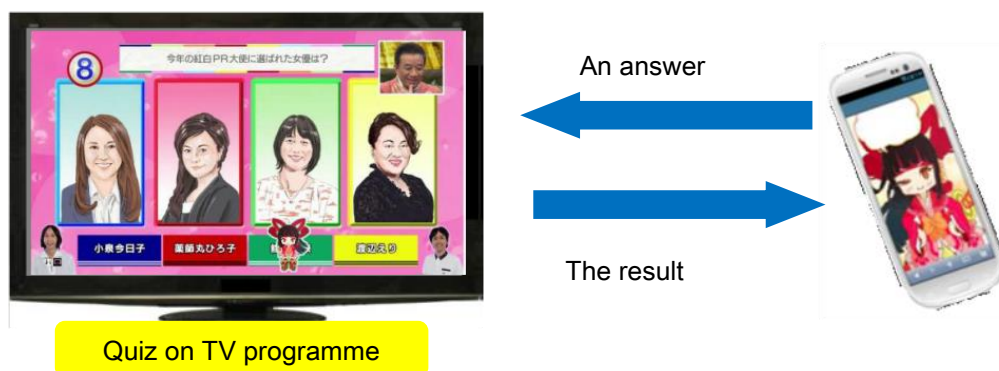 今年の紅白PR大使に選ばれた女優は?
8
小泉今日子
薬師丸ひろ子
渡辺えり
An answer
The result
Quiz on TV programme